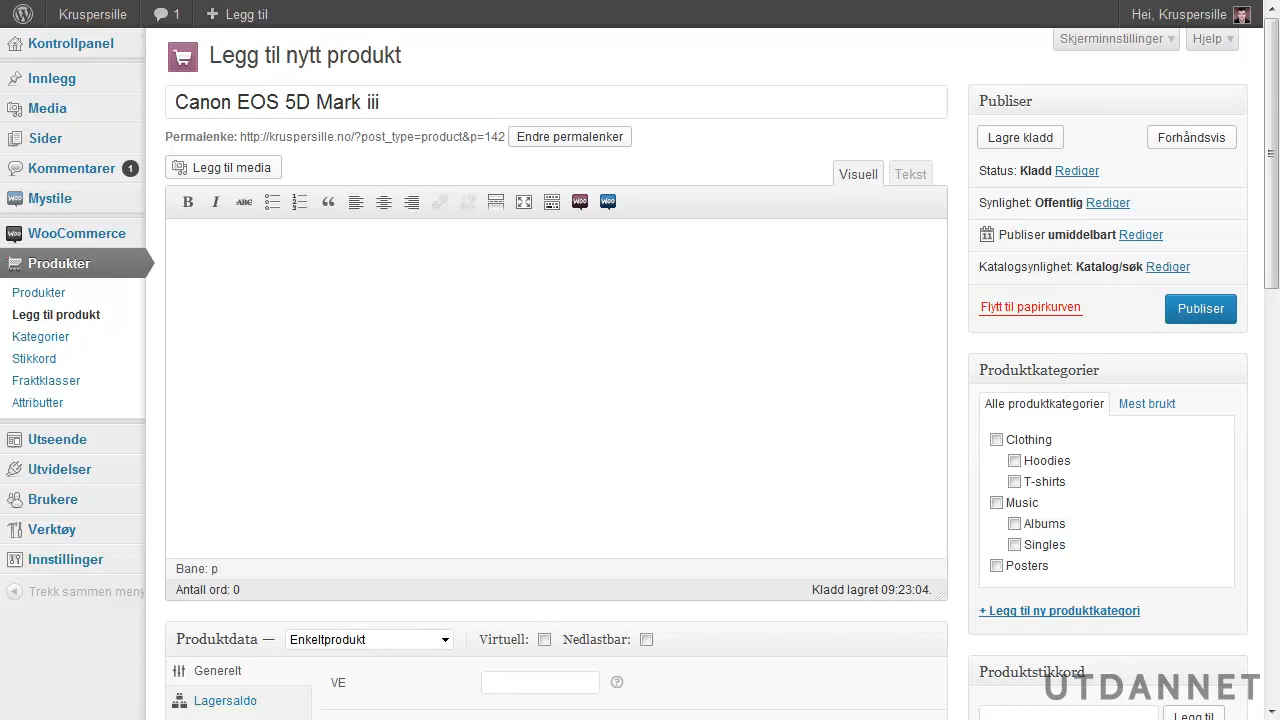 Kruspersille
1
Legg til
Hei, Kruspersille
Kontrollpanel
Innlegg
Media
Sider
Kommentarer 1
Mystile
WooCommerce
Produkter
Produkter
Legg til produkt
Kategorier
Stikkord
Fraktklasser
Attributter
Utseende
Utvidelser
Brukere
Verktøy
Innstillinger
Trekk sammen meny
Skjerminnstillinger
Hjelp
Legg til nytt produkt
Canon EOS 5D Mark iii
Permalenke: http://kruspersille.no/?post_type=product&p=142 Endre permalenker
Legg til media
Visuell
Tekst
B I ABC
Woo
Woo
Bane: p
Antall ord: 0
Kladd lagret 09:23:04.
Produktdata — Enkeltprodukt
Virtuell:
Nedlastbar:
Generelt
Lagersaldo
VE
Publiser
Lagre kladd
Forhåndsvis
Status: Kladd Rediger
Synlighet: Offentlig Rediger
11 Publiser umiddelbart Rediger
Katalogsynlighet: Katalog/søk Rediger
Flytt til papirkurven
Publiser
Produktkategorier
Alle produktkategorier
Mest brukt
Clothing
Hoodies
T-shirts
Music
Albums
Singles
Posters
+ Legg til ny produktkategori
Produktstikkord
Legg til
UTDANNET